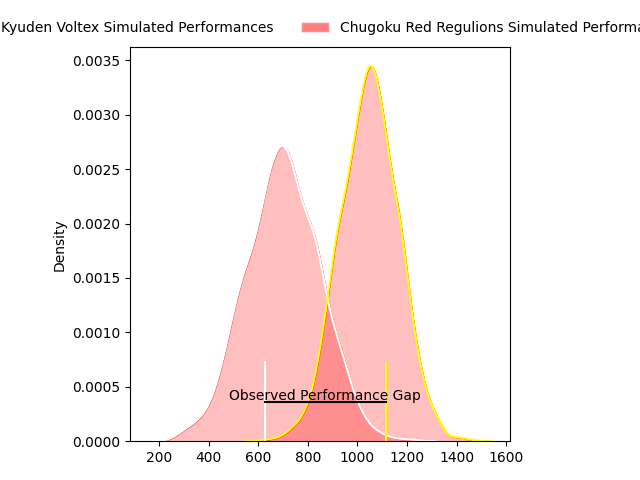 Kyuden Voltex Simulated Performances
Chugoku Red Regulions Simulated Performa
0.0035
0.0030
0.0025
0.0020
0.0015
0.0010
0.0005
0.0000
Density
Observed Performance Gap
200 400 600 800 1000 1200 1400 1600